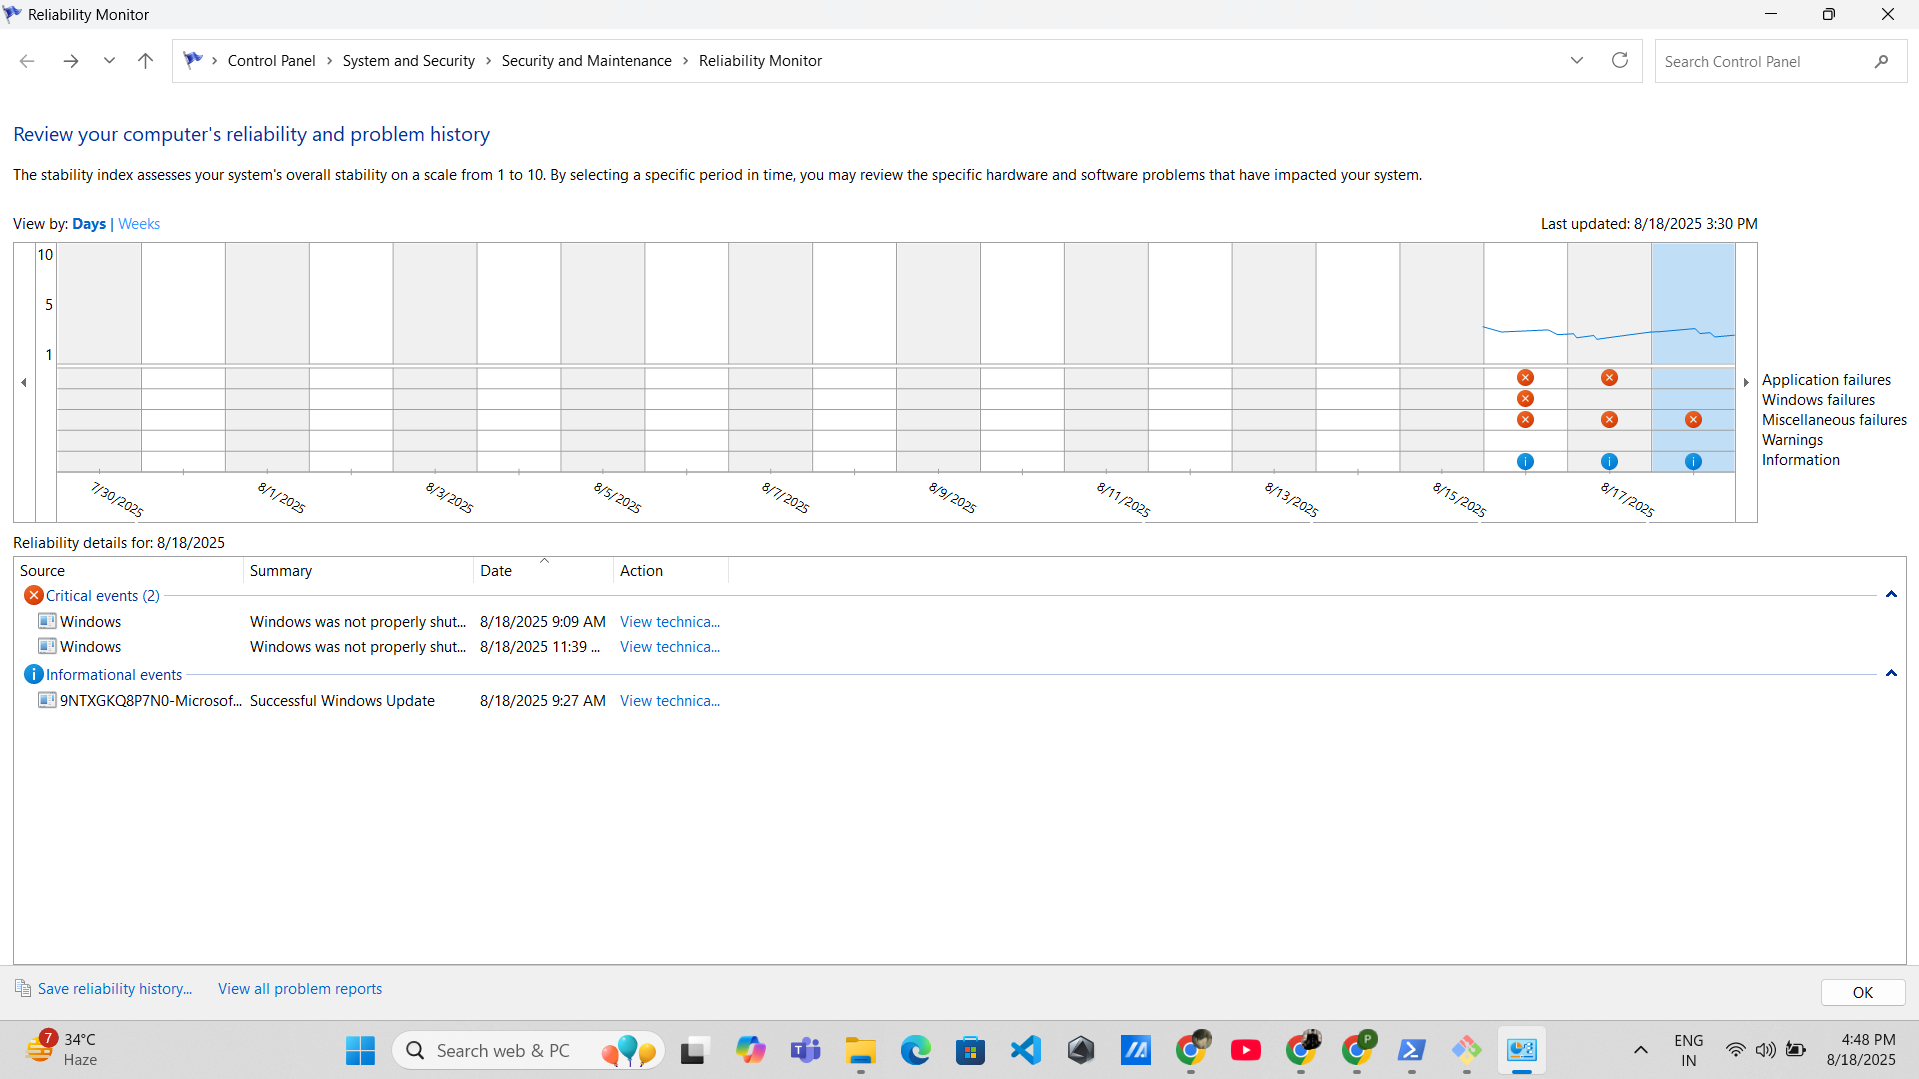 Reliability Monitor
Control Panel > System and Security > Security and Maintenance > Reliability Monitor
Search Control Panel
Review your computer's reliability and problem history
The stability index assesses your system's overall stability on a scale from 1 to 10. By selecting a specific period in time, you may review the specific hardware and software problems that have impacted your system.
View by: Days | Weeks
Last updated: 8/18/2025 3:30 PM
10
5
1
Application failures
Windows failures
Miscellaneous failures
Warnings
Information
7/30/2025 8/1/2025 8/3/2025 8/5/2025 8/7/2025 8/9/2025 8/11/2025 8/13/2025 8/15/2025 8/17/2025
Reliability details for: 8/18/2025
Source Summary Date Action
Critical events (2)
Windows Windows was not properly shut... 8/18/2025 9:09 AM View technica...
Windows Windows was not properly shut... 8/18/2025 11:39 ... View technica...
Informational events
9NTXGKQ8P7N0-Microsof... Successful Windows Update 8/18/2025 9:27 AM View technica...
Save reliability history... View all problem reports
OK
7
34°C
Haze
Search web & PC
P
ENG
IN
4:48 PM
8/18/2025